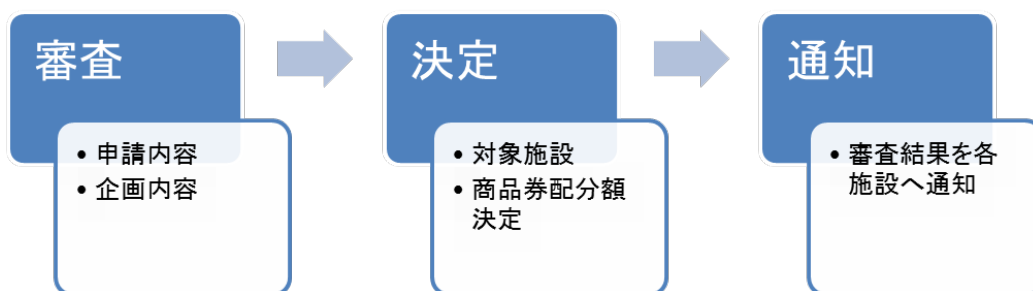 審査
• 申請内容
• 企画内容
決定
• 対象施設
• 商品券配分額
決定
通知
• 審査結果を各
施設へ通知